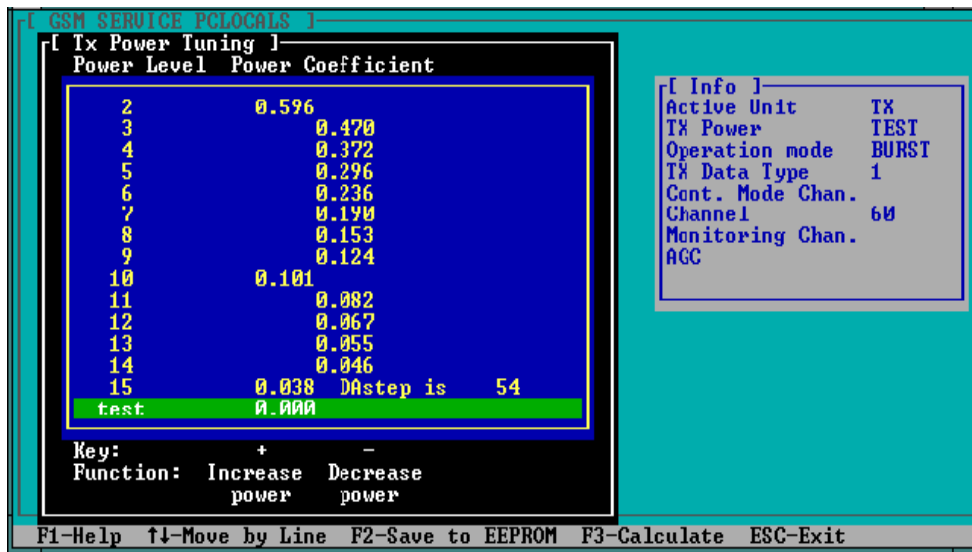 [ GSM SERVICE PCLOCALS ]
[ Tx Power Tuning ]
Power Level Power Coefficient
2 0.596
3 0.470
4 0.372
5 0.296
6 0.236
7 0.190
8 0.153
9 0.124
10 0.101
11 0.082
12 0.067
13 0.055
14 0.046
15 0.038 DAstep is 54
test 0.000
Key: + -
Function: Increase Decrease
power power
[ Info ]
Active Unit TX
TX Power TEST
Operation mode BURST
TX Data Type 1
Cont. Mode Chan.
Channel 60
Monitoring Chan.
AGC
F1-Help ↑↓-Move by Line F2-Save to EEPROM F3-Calculate ESC-Exit